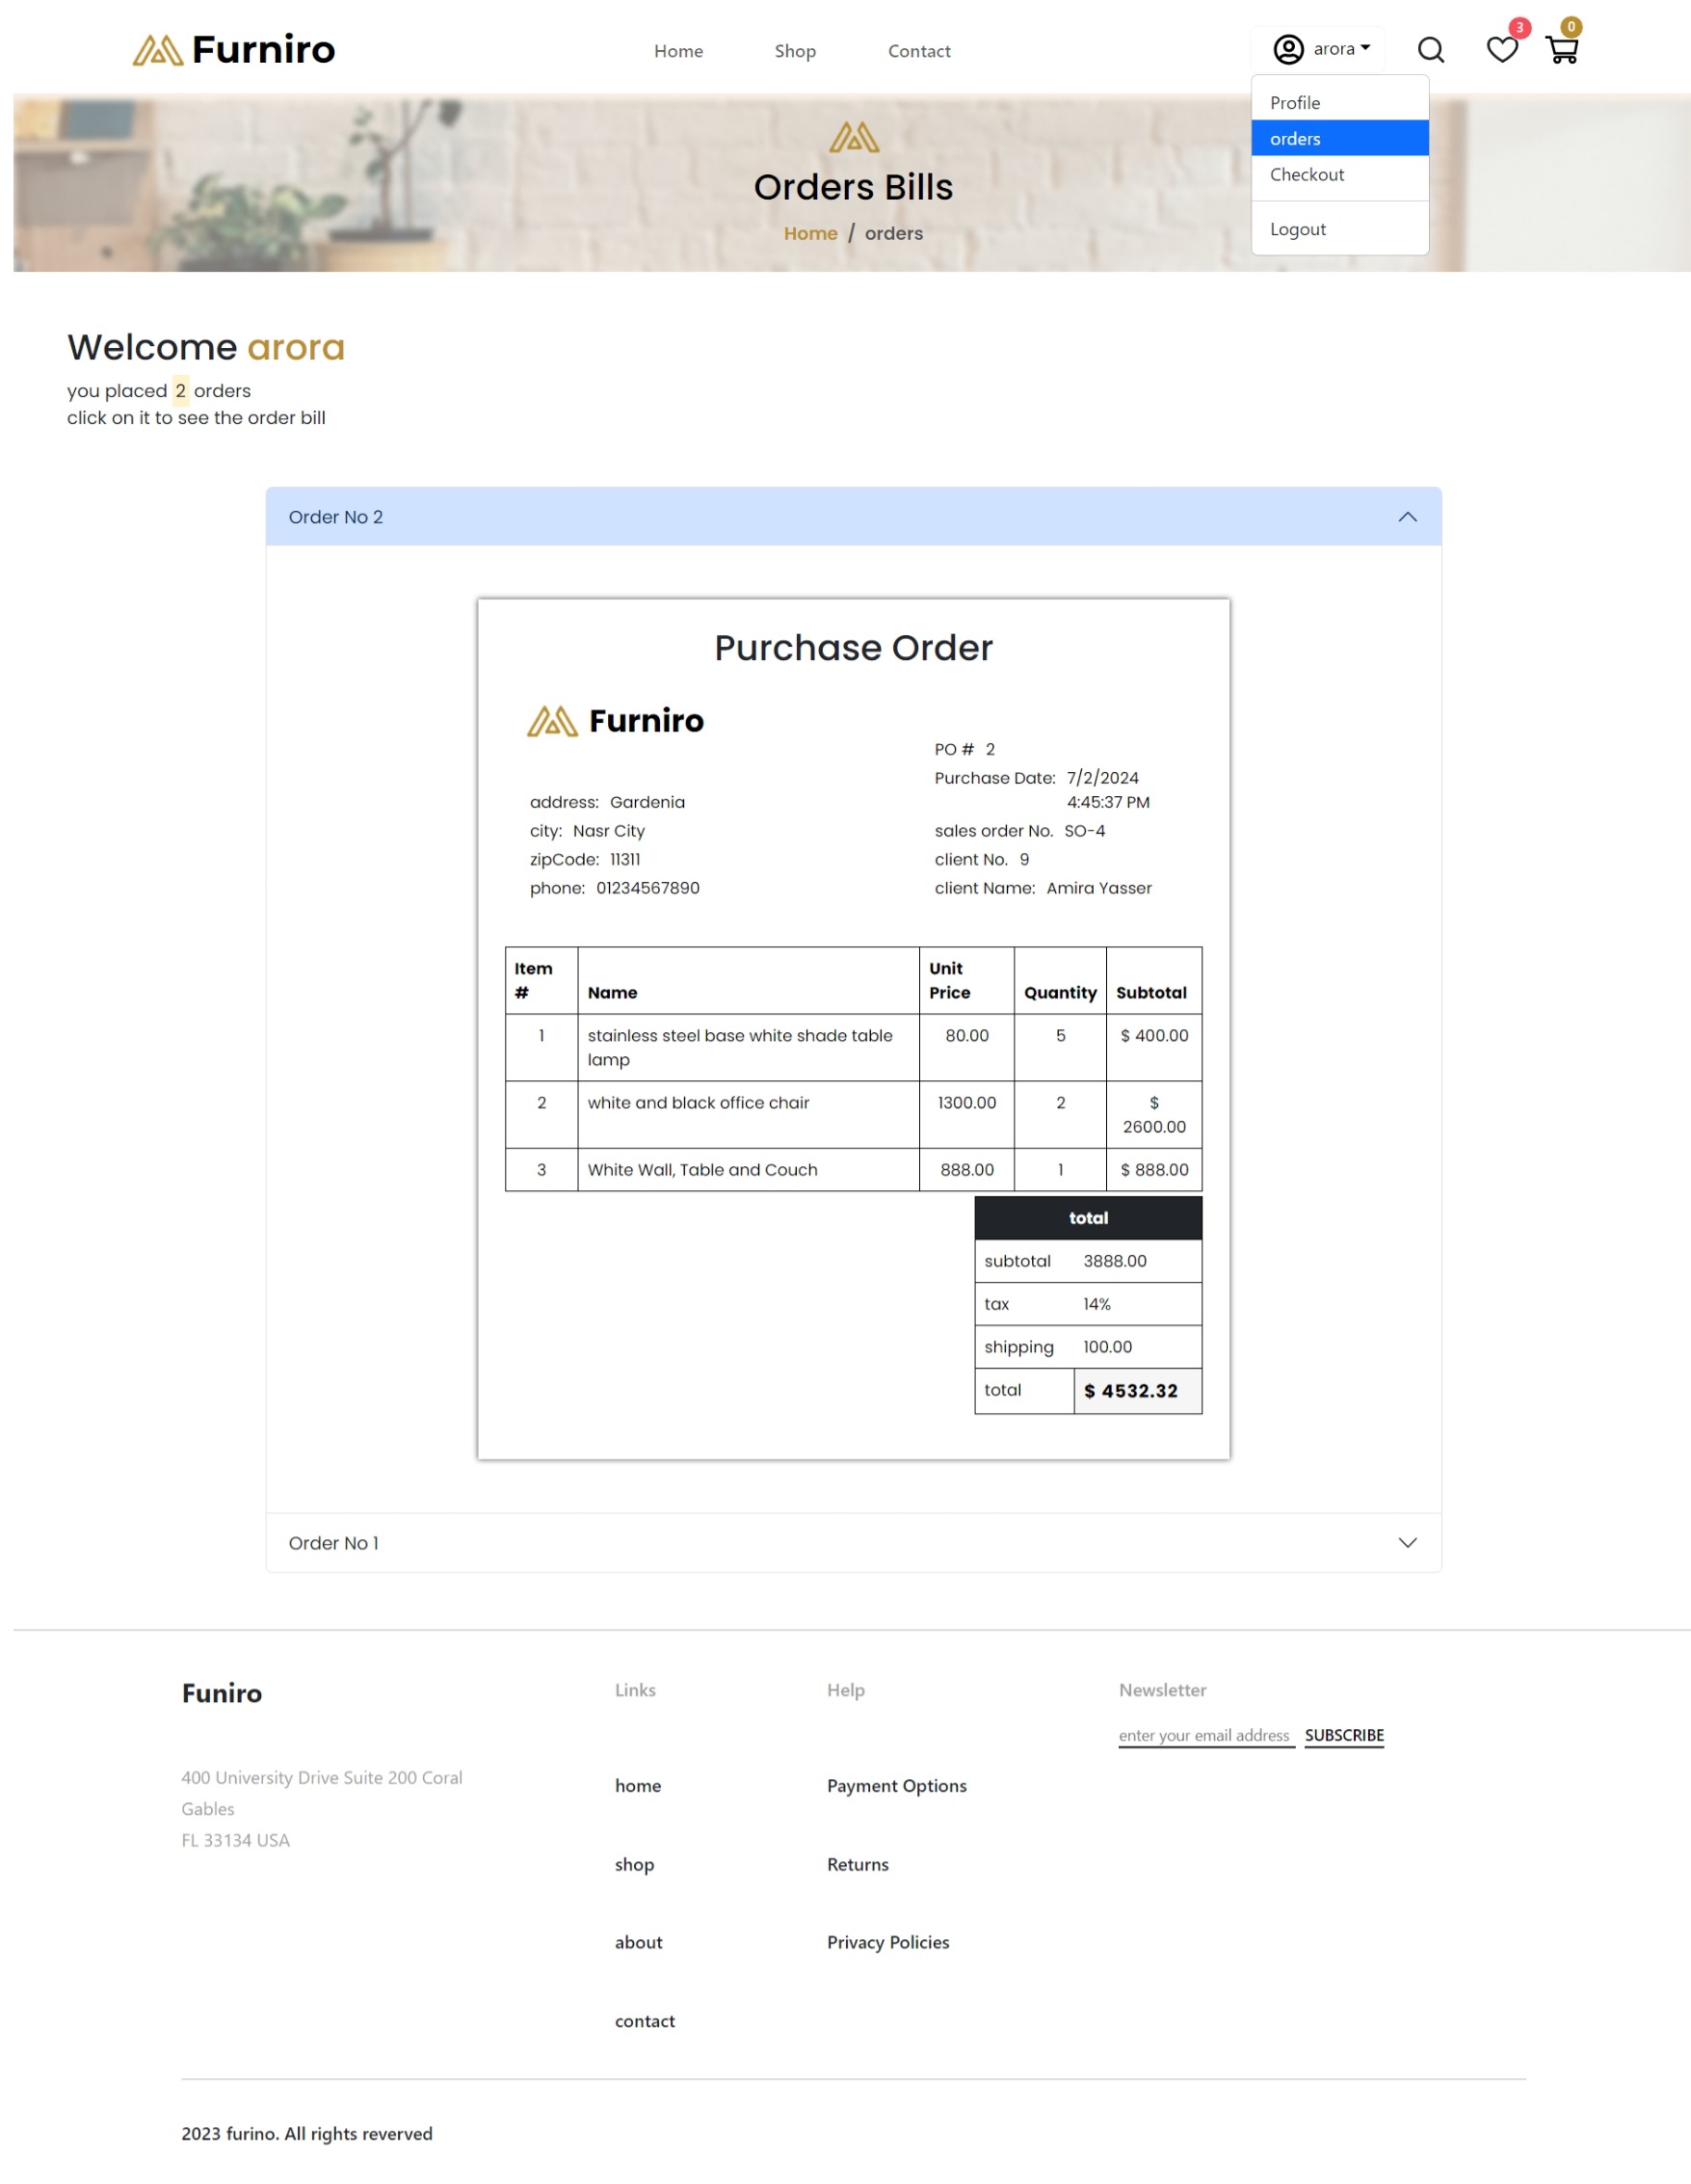 Furniro
Home Shop Contact
arora
3
0
Profile
orders
Checkout
Logout
Orders Bills
Home / orders
Welcome arora
you placed 2 orders
click on it to see the order bill
Order No 2
Purchase Order
Furniro
PO # 2
Purchase Date: 7/2/2024
4:45:37 PM
address: Gardenia
city: Nasr City
zipCode: 11311
phone: 01234567890
sales order No. SO-4
client No. 9
client Name: Amira Yasser
Item # Name Unit Price Quantity Subtotal
1 stainless steel base white shade table lamp 80.00 5 $ 400.00
2 white and black office chair 1300.00 2 $ 2600.00
3 White Wall, Table and Couch 888.00 1 $ 888.00
total
subtotal 3888.00
tax 14%
shipping 100.00
total $ 4532.32
Order No 1
Funiro
400 University Drive Suite 200 Coral
Gables
FL 33134 USA
Links
home
shop
about
contact
Help
Payment Options
Returns
Privacy Policies
Newsletter
enter your email address SUBSCRIBE
2023 furino. All rights reverved